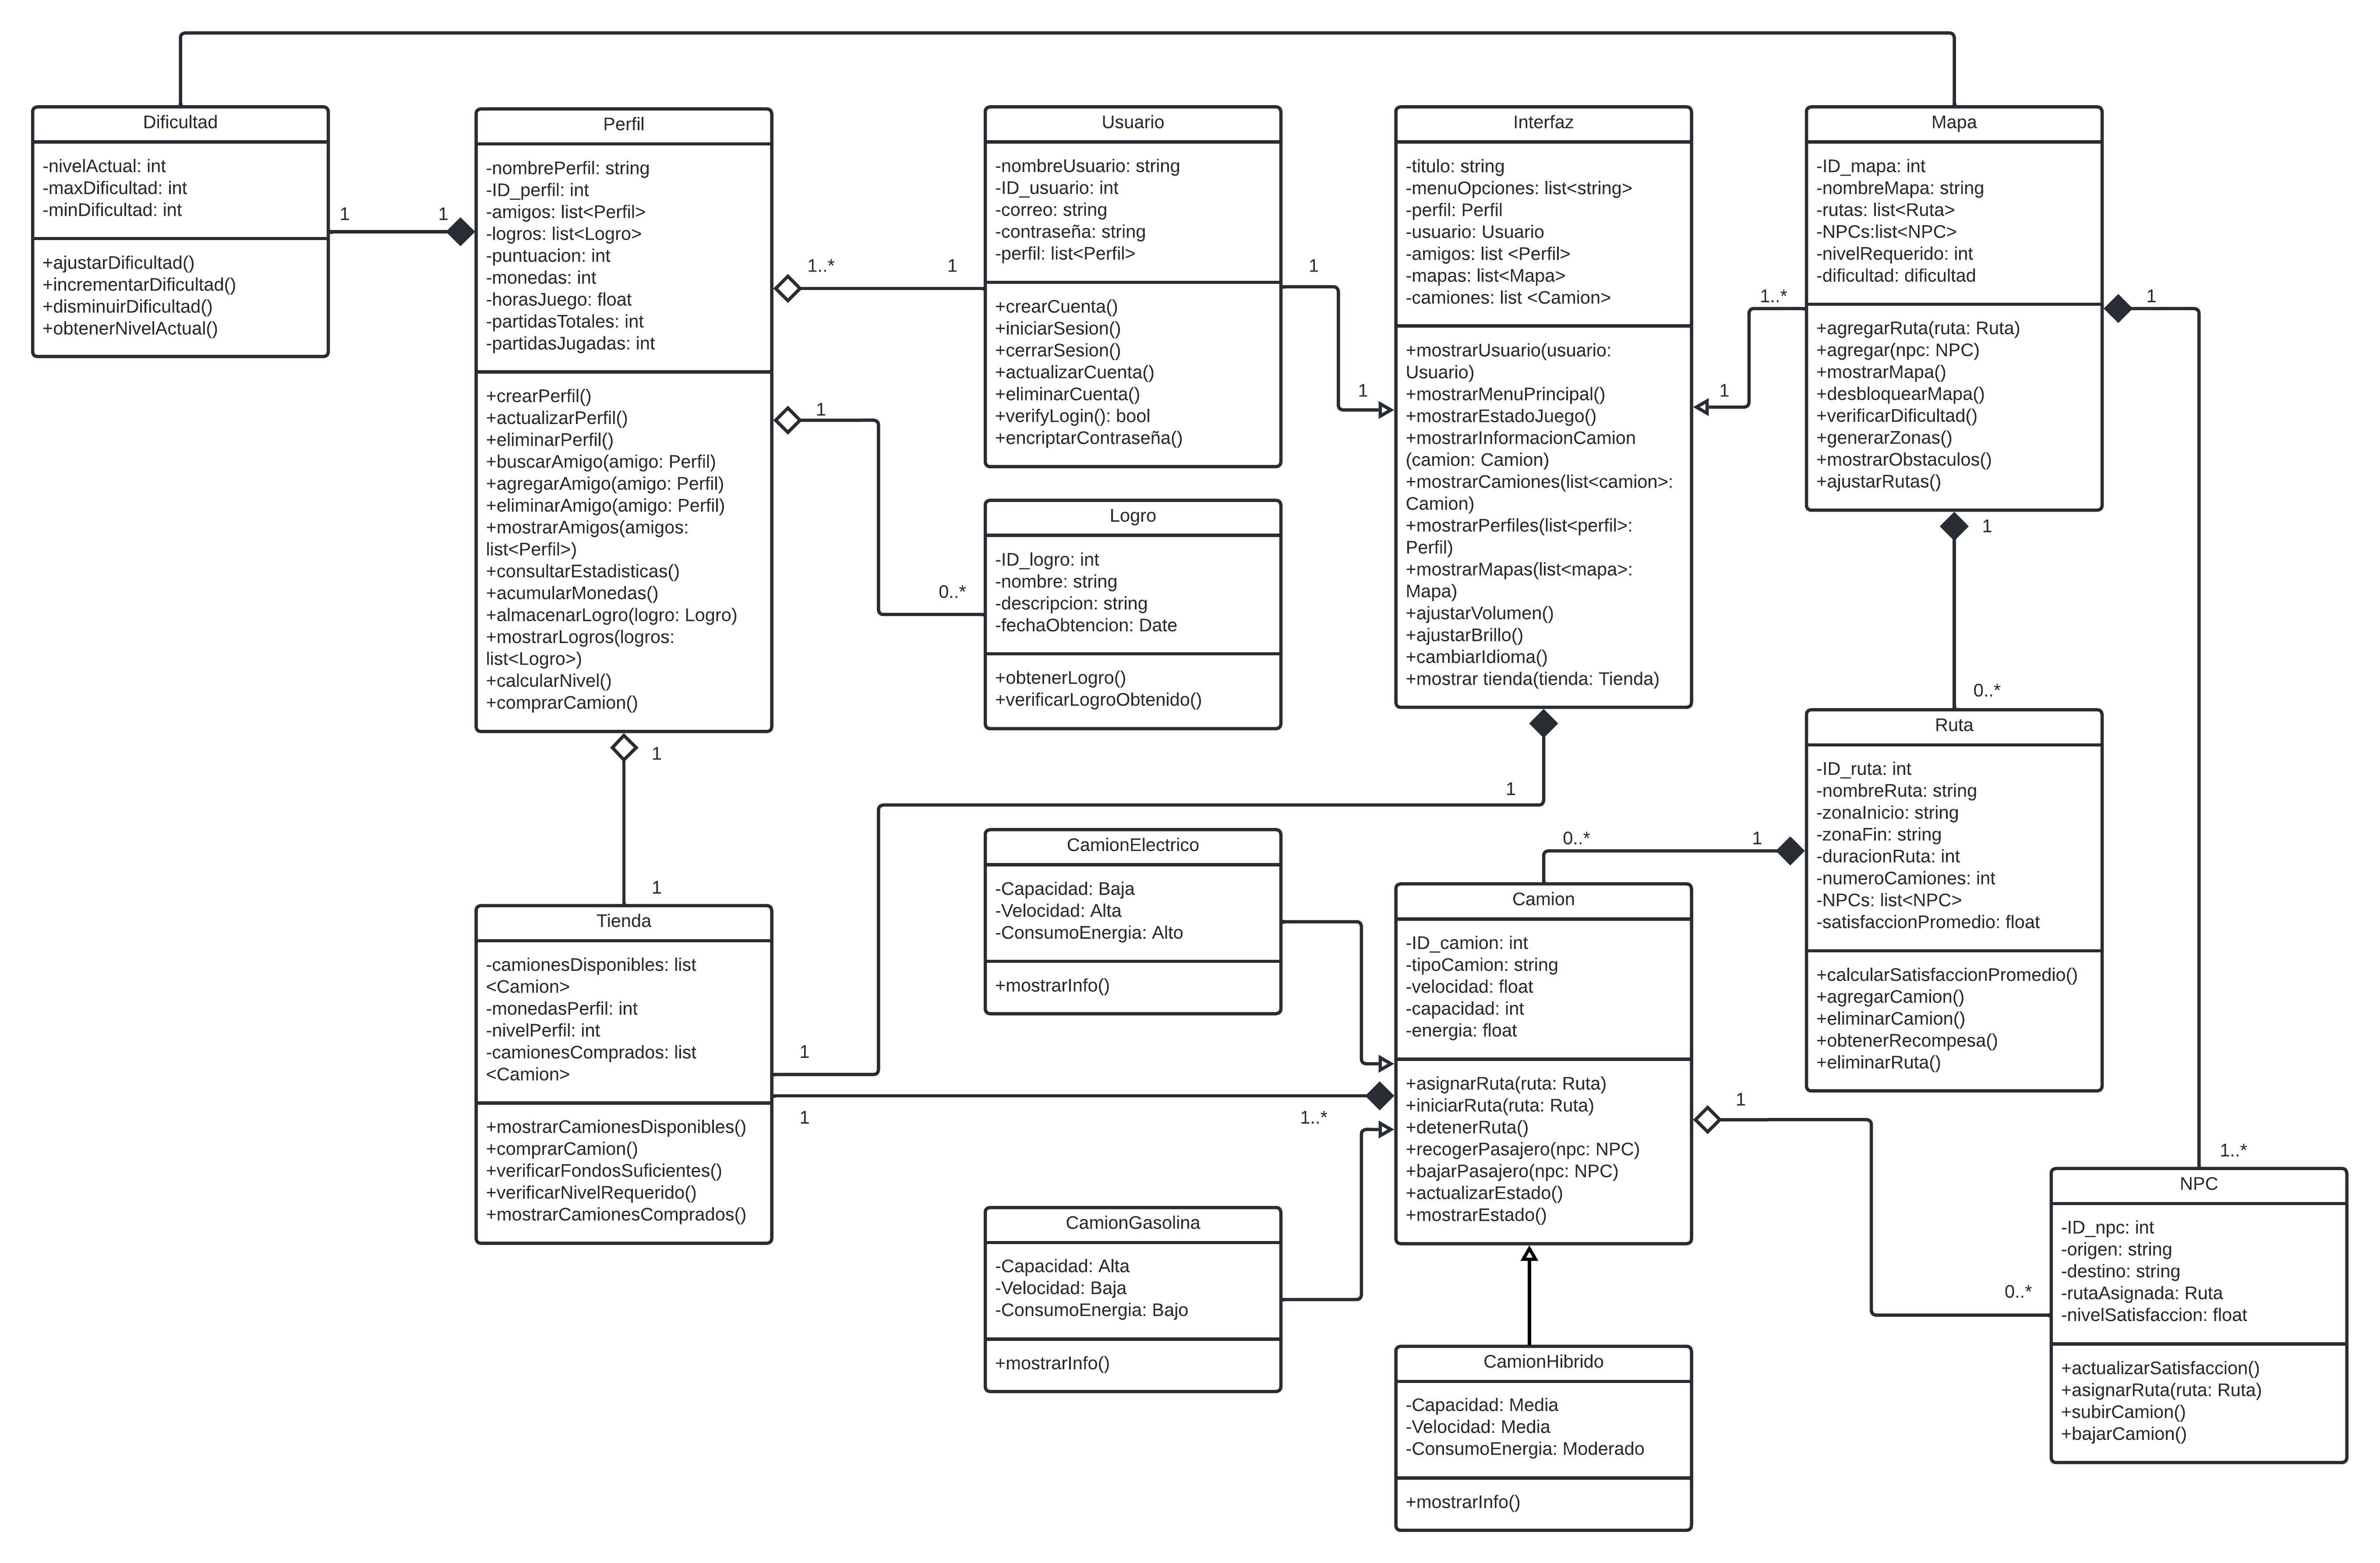 Dificultad
-nivelActual: int
-maxDificultad: int
-minDificultad: int
+ajustarDificultad()
+incrementarDificultad()
+disminuirDificultad()
+obtenerNivelActual()
1
1
Perfil
-nombrePerfil: string
-ID_perfil: int
-amigos: list<Perfil>
-logros: list<Logro>
-puntuacion: int
-monedas: int
-horasJuego: float
-partidasTotales: int
-partidasJugadas: int
+crearPerfil()
+actualizarPerfil()
+eliminarPerfil()
+buscarAmigo(amigo: Perfil)
+agregarAmigo(amigo: Perfil)
+eliminarAmigo(amigo: Perfil)
+mostrarAmigos(amigos:
list<Perfil>)
+consultarEstadisticas()
+acumularMonedas()
+almacenarLogro(logro: Logro)
+mostrarLogros(logros:
list<Logro>)
+calcularNivel()
+comprarCamion()
1..*
1
1
0..*
1
1
Usuario
-nombreUsuario: string
-ID_usuario: int
-correo: string
-contraseña: string
-perfil: list<Perfil>
+crearCuenta()
+iniciarSesion()
+cerrarSesion()
+actualizarCuenta()
+eliminarCuenta()
+verifyLogin(): bool
+encriptarContraseña()
1
1
Logro
-ID_logro: int
-nombre: string
-descripcion: string
-fechaObtencion: Date
+obtenerLogro()
+verificarLogroObtenido()
Interfaz
-titulo: string
-menuOpciones: list<string>
-perfil: Perfil
-usuario: Usuario
-amigos: list <Perfil>
-mapas: list<Mapa>
-camiones: list <Camion>
+mostrarUsuario(usuario:
Usuario)
+mostrarMenuPrincipal()
+mostrarEstadoJuego()
+mostrarInformacionCamion
(camion: Camion)
+mostrarCamiones(list<camion>:
Camion)
+mostrarPerfiles(list<perfil>:
Perfil)
+mostrarMapas(list<mapa>:
Mapa)
+ajustarVolumen()
+ajustarBrillo()
+cambiarIdioma()
+mostrar tienda(tienda: Tienda)
1..*
1
1
Mapa
-ID_mapa: int
-nombreMapa: string
-rutas: list<Ruta>
-NPCs:list<NPC>
-nivelRequerido: int
-dificultad: dificultad
+agregarRuta(ruta: Ruta)
+agregar(npc: NPC)
+mostrarMapa()
+desbloquearMapa()
+verificarDificultad()
+generarZonas()
+mostrarObstaculos()
+ajustarRutas()
1
1
0..*
Ruta
-ID_ruta: int
-nombreRuta: string
-zonaInicio: string
-zonaFin: string
-duracionRuta: int
-numeroCamiones: int
-NPCs: list<NPC>
-satisfaccionPromedio: float
+calcularSatisfaccionPromedio()
+agregarCamion()
+eliminarCamion()
+obtenerRecompesa()
+eliminarRuta()
0..*
1
Tienda
-camionesDisponibles: list
<Camion>
-monedasPerfil: int
-nivelPerfil: int
-camionesComprados: list
<Camion>
+mostrarCamionesDisponibles()
+comprarCamion()
+verificarFondosSuficientes()
+verificarNivelRequerido()
+mostrarCamionesComprados()
1
1
1..*
CamionElectrico
-Capacidad: Baja
-Velocidad: Alta
-ConsumoEnergia: Alto
+mostrarInfo()
CamionGasolina
-Capacidad: Alta
-Velocidad: Baja
-ConsumoEnergia: Bajo
+mostrarInfo()
Camion
-ID_camion: int
-tipoCamion: string
-velocidad: float
-capacidad: int
-energia: float
+asignarRuta(ruta: Ruta)
+iniciarRuta(ruta: Ruta)
+detenerRuta()
+recogerPasajero(npc: NPC)
+bajarPasajero(npc: NPC)
+actualizarEstado()
+mostrarEstado()
1
0..*
1..*
CamionHibrido
-Capacidad: Media
-Velocidad: Media
-ConsumoEnergia: Moderado
+mostrarInfo()
NPC
-ID_npc: int
-origen: string
-destino: string
-rutaAsignada: Ruta
-nivelSatisfaccion: float
+actualizarSatisfaccion()
+asignarRuta(ruta: Ruta)
+subirCamion()
+bajarCamion()